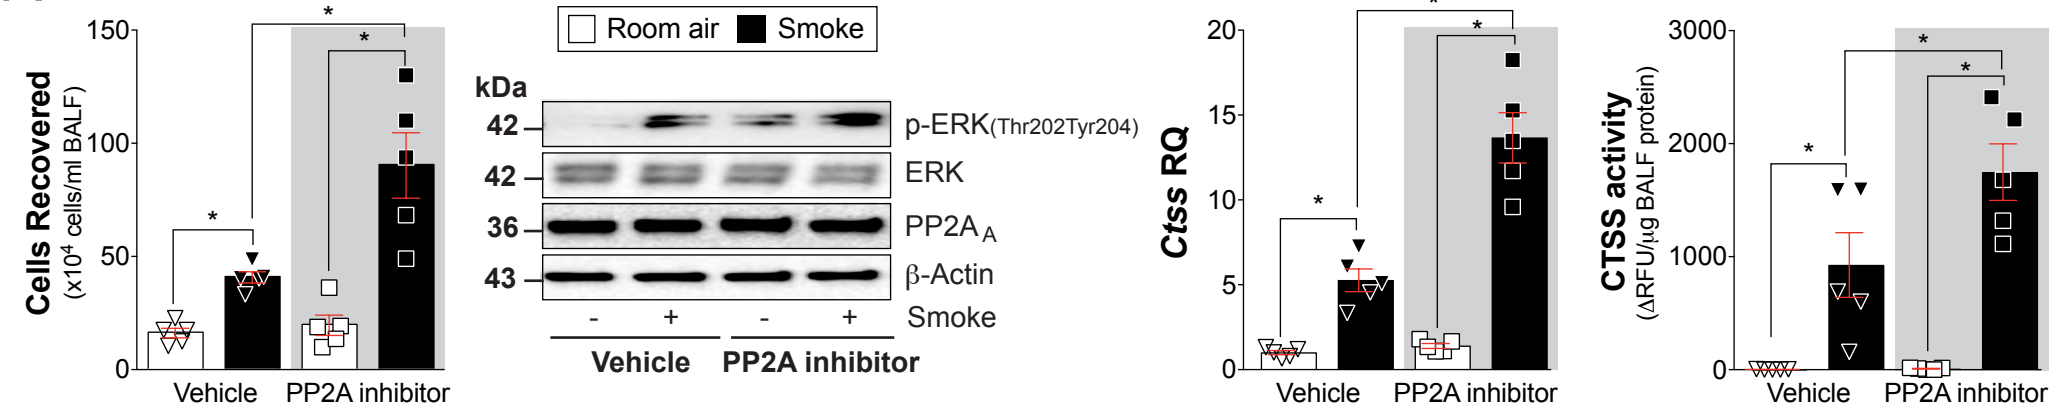 Cells Recovered
(x10⁴ cells/ml BALF)
150
100
50
0
*
*
*
Vehicle
PP2A inhibitor
Room air
Smoke
kDa
42
p-ERK(Thr202Tyr204)
42
ERK
36
PP2A A
43
β-Actin
- + - + Smoke
Vehicle
PP2A inhibitor
Ctss RQ
20
15
10
5
0
*
*
*
Vehicle
PP2A inhibitor
CTSS activity
(ΔRFU/µg BALF protein)
3000
2000
1000
0
*
*
*
Vehicle
PP2A inhibitor